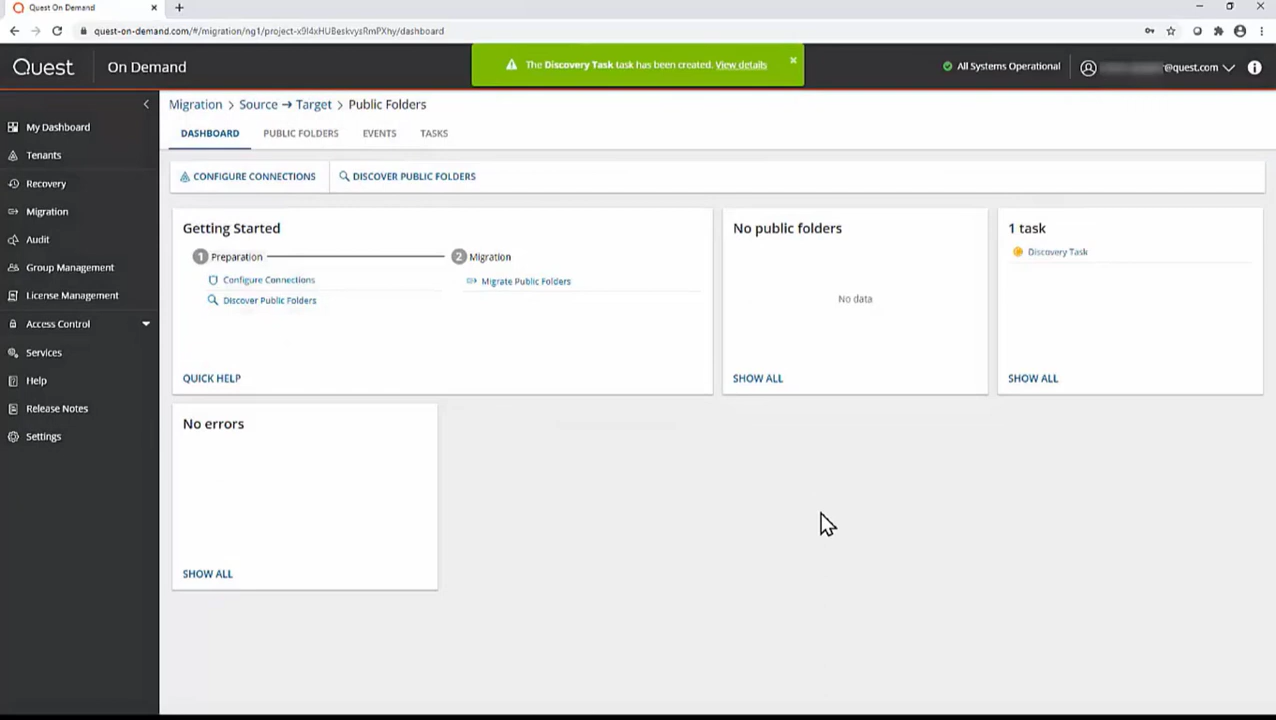 Quest On Demand
quest-on-demand.com/#/migration/ng1/project-x9I4xHUBeskvysRmPXhy/dashboard
Quest On Demand
The Discovery Task task has been created. View details
All Systems Operational
@quest.com
Migration > Source → Target > Public Folders
DASHBOARD PUBLIC FOLDERS EVENTS TASKS
CONFIGURE CONNECTIONS DISCOVER PUBLIC FOLDERS
My Dashboard
Tenants
Recovery
Migration
Audit
Group Management
License Management
Access Control
Services
Help
Release Notes
Settings
Getting Started
1 Preparation
2 Migration
Configure Connections
Migrate Public Folders
Discover Public Folders
QUICK HELP
No public folders
No data
SHOW ALL
1 task
Discovery Task
SHOW ALL
No errors
SHOW ALL